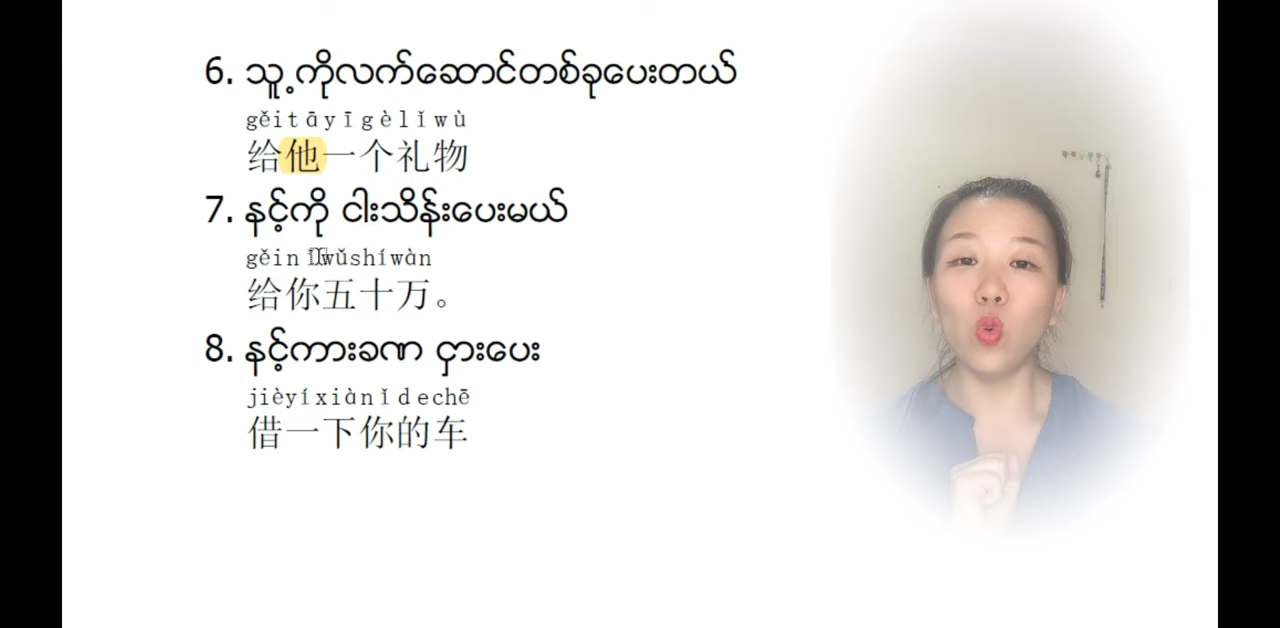 6. သူ့ကိုလက်ဆောင်တစ်ခုပေးတယ်
gěitāyīgèlǐwù
给他一个礼物
7. နင့်ကို ငါးသိန်းပေးမယ်
gěinǐwǔshíwàn
给你五十万。
8. နင့်ကားခဏ ငှားပေး
jièyíxiànǐdechē
借一下你的车